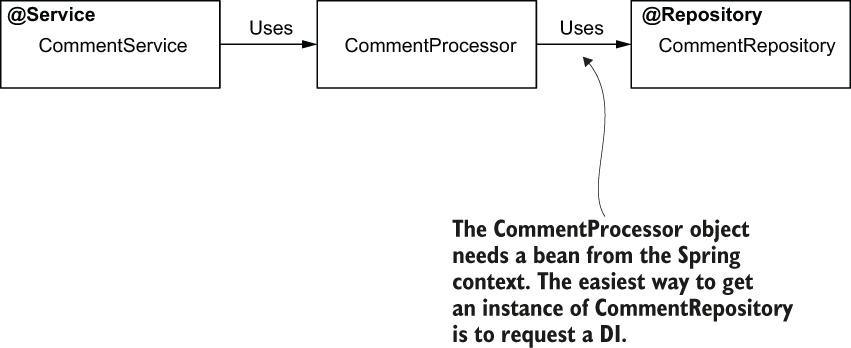 @Service
CommentService
Uses
CommentProcessor
Uses
@Repository
CommentRepository
The CommentProcessor object
needs a bean from the Spring
context. The easiest way to get
an instance of CommentRepository
is to request a DI.